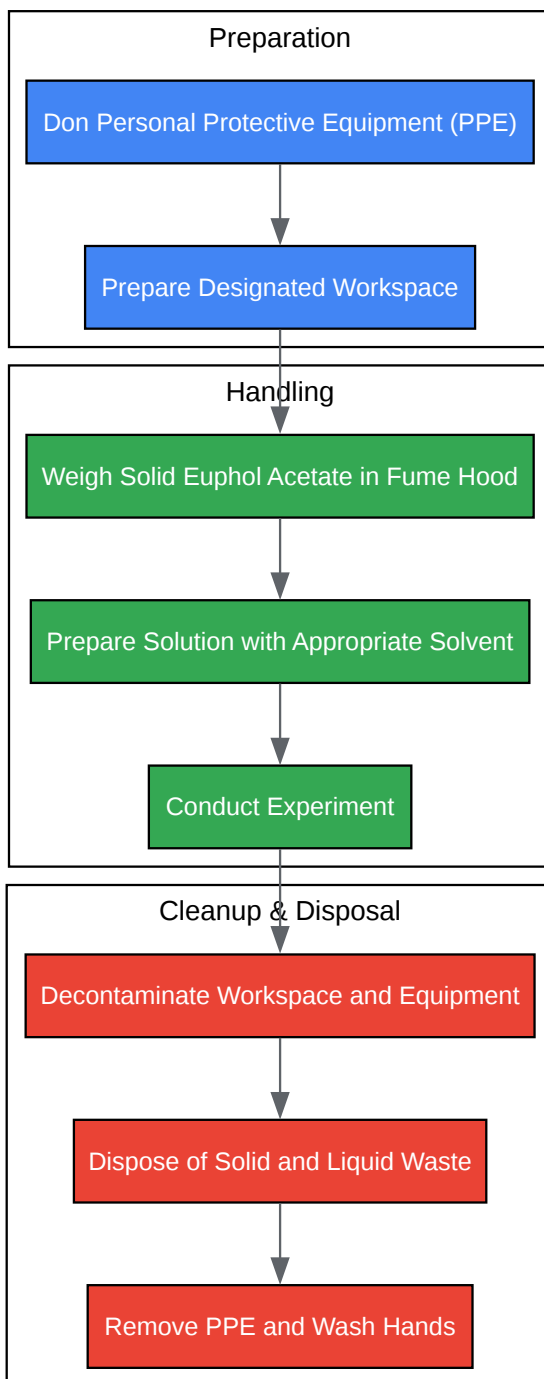 Preparation
Don Personal Protective Equipment (PPE)
Prepare Designated Workspace
Handling
Weigh Solid Euphol Acetate in Fume Hood
Prepare Solution with Appropriate Solvent
Conduct Experiment
Cleanup & Disposal
Decontaminate Workspace and Equipment
Dispose of Solid and Liquid Waste
Remove PPE and Wash Hands